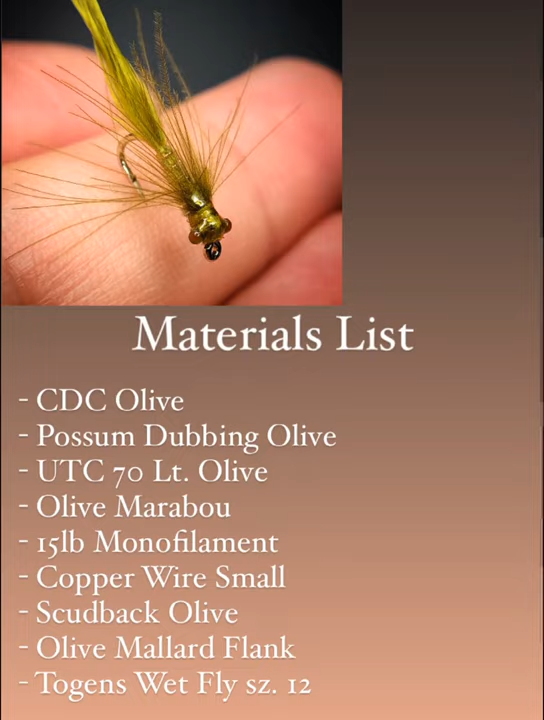 Materials List
- CDC Olive
- Possum Dubbing Olive
- UTC 70 Lt. Olive
- Olive Marabou
- 15lb Monofilament
- Copper Wire Small
- Scudback Olive
- Olive Mallard Flank
- Togens Wet Fly sz. 12